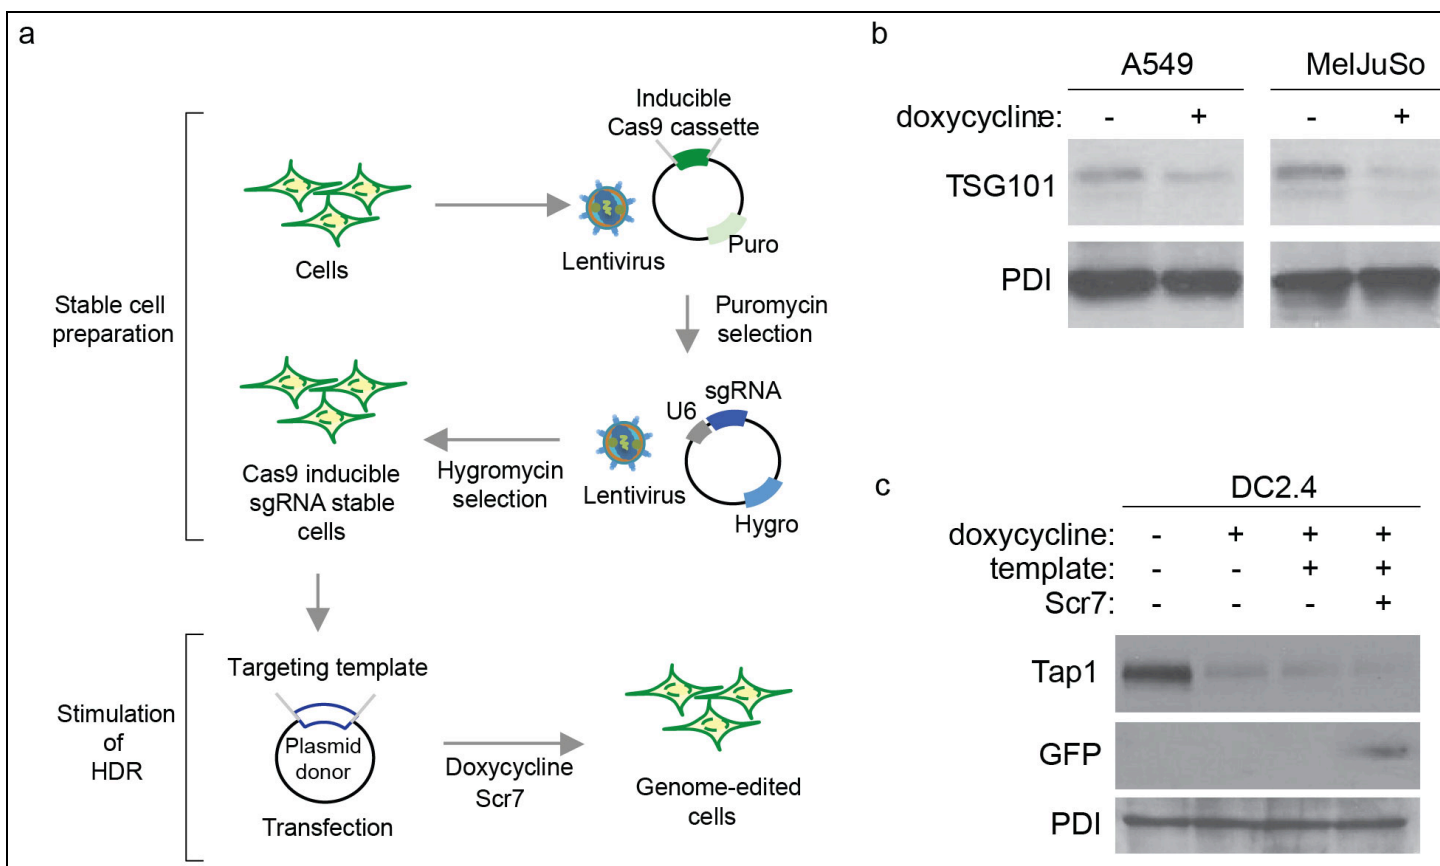 a
Inducible
Cas9 cassette
Cells
Lentivirus
Puro
Stable cell
preparation
Puromycin
selection
sgRNA
U6
Cas9 inducible
sgRNA stable
cells
Hygromycin
selection
Lentivirus
Hygro
Targeting template
Stimulation
of
HDR
Plasmid
donor
Transfection
Doxycycline
Scr7
Genome-edited
cells
b
A549 MelJuSo
doxycycline: - + - +
TSG101
PDI
c
DC2.4
doxycycline: - + + +
template: - - + +
Scr7: - - - +
Tap1
GFP
PDI